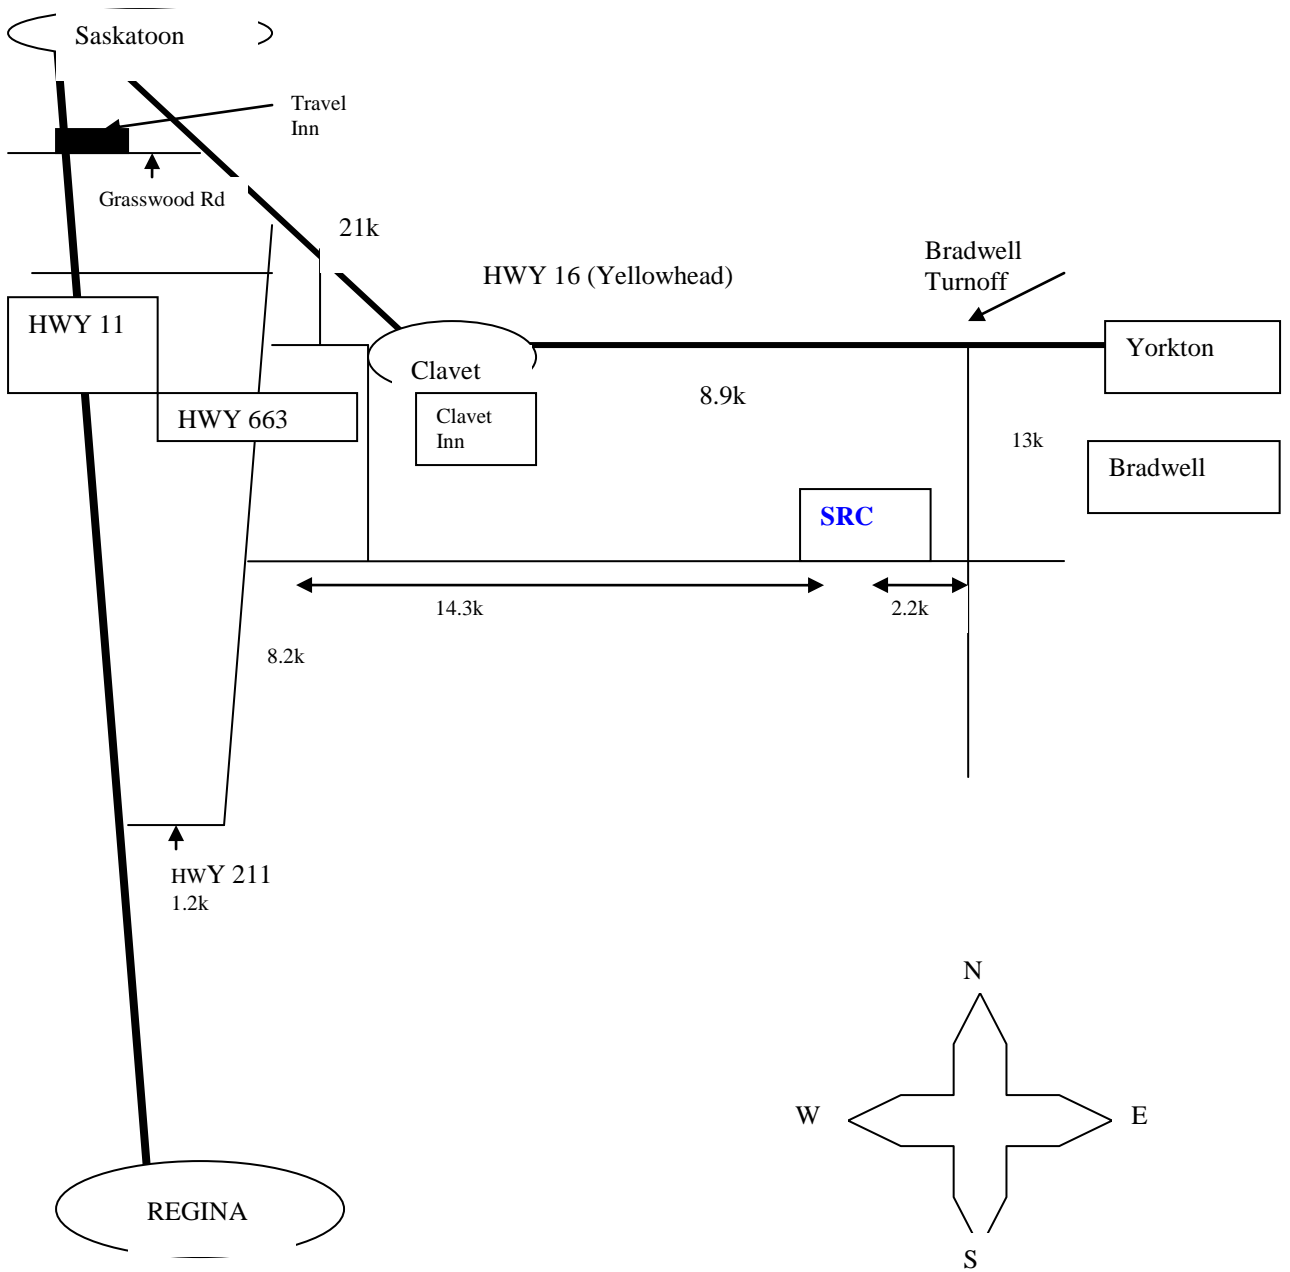 Saskatoon
Travel
Inn
Grasswood Rd
21k
Bradwell
Turnoff
HWY 16 (Yellowhead)
HWY 11
Yorkton
Clavet
8.9k
HWY 663
Clavet
Inn
13k
Bradwell
SRC
14.3k
2.2k
8.2k
HWY 211
1.2k
N
W
E
REGINA
S